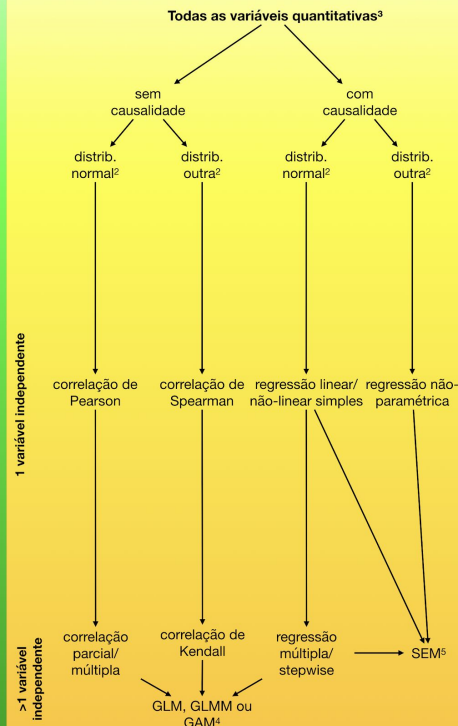 Todas as variáveis quantitativas³
sem
causalidade
com
causalidade
distrib.
normal²
distrib.
outra²
distrib.
normal²
distrib.
outra²
1 variável independente
correlação de
Pearson
correlação de
Spearman
regressão linear/
não-linear simples
regressão não-
paramétrica
>1 variável
independente
correlação
parcial/
múltipla
correlação de
Kendall
regressão
múltipla/
stepwise
SEM⁵
GLM, GLMM ou
GAM⁴